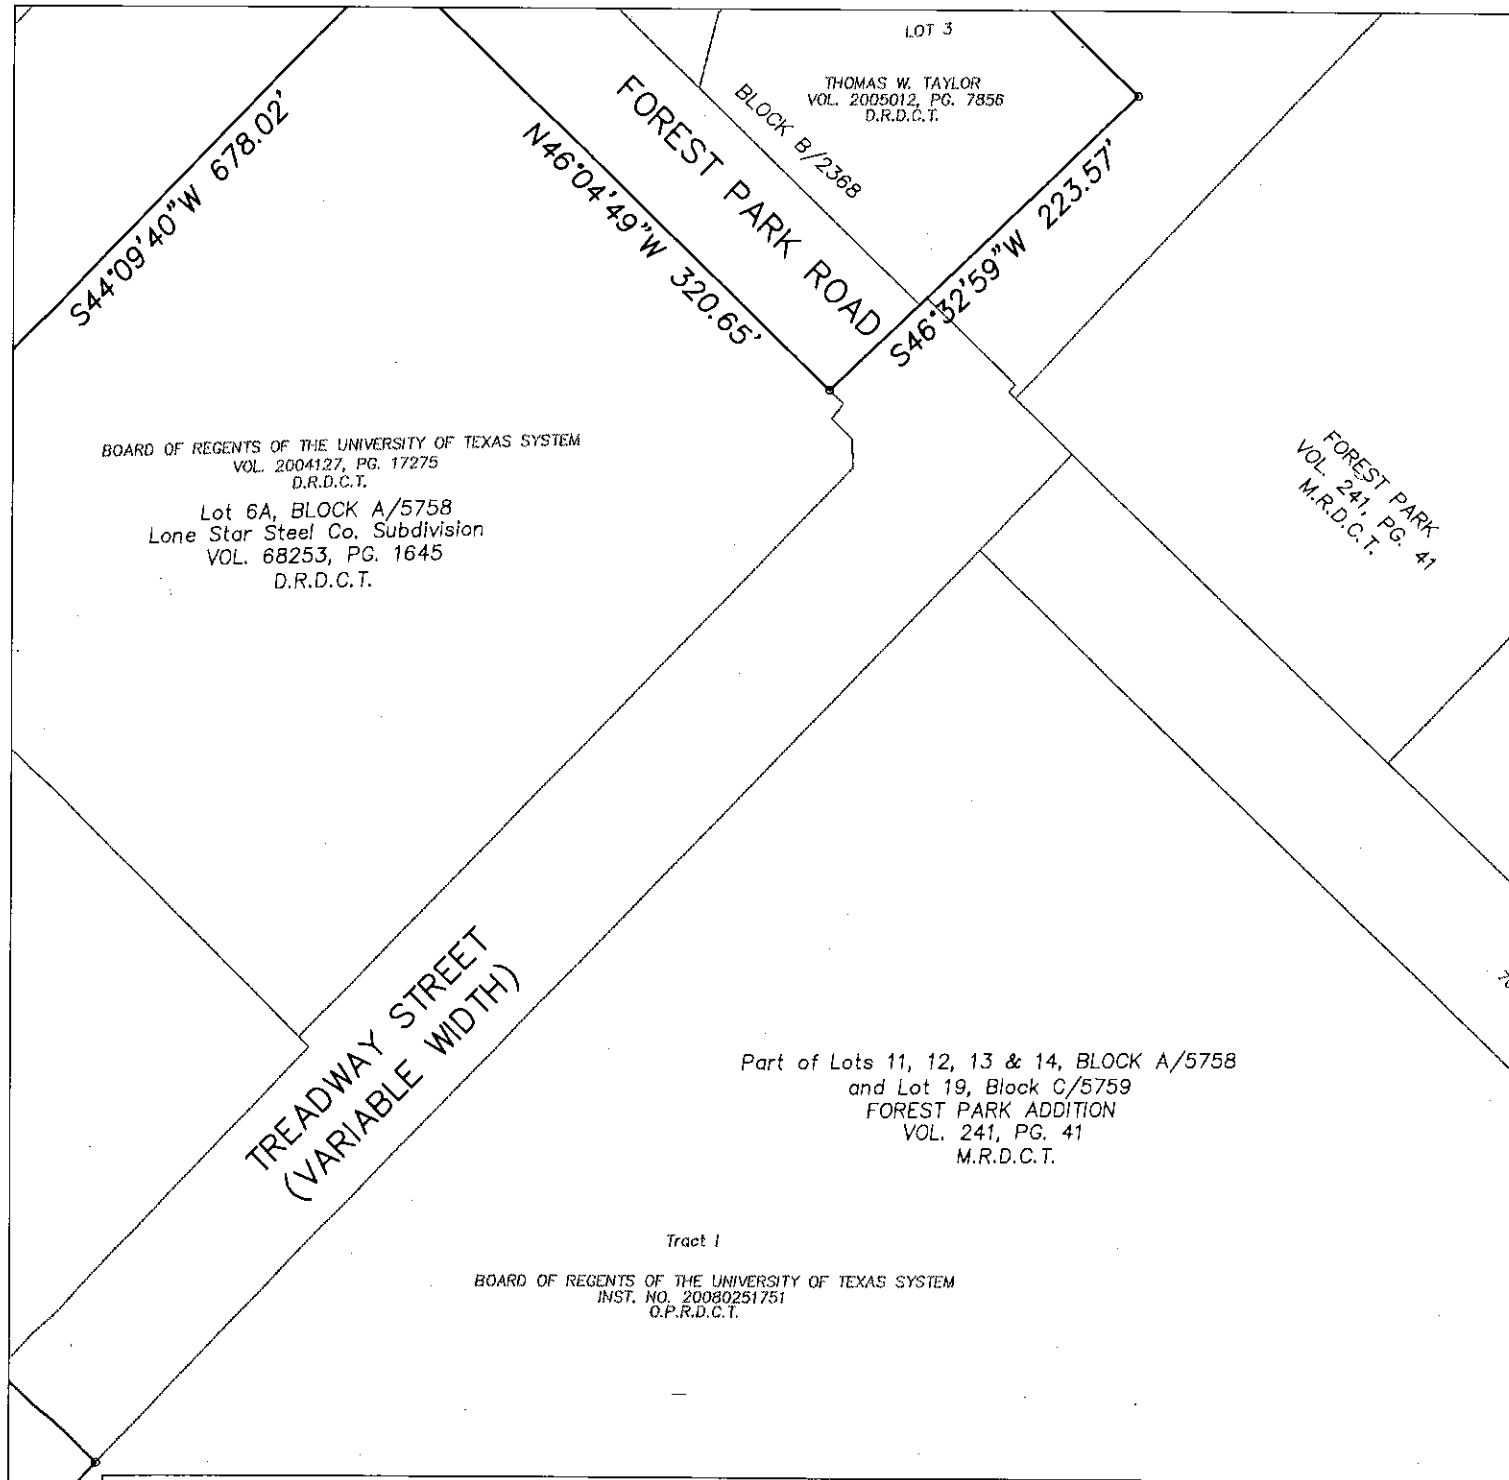 LOT 3
THOMAS W. TAYLOR
VOL. 2005012, PG. 7856
D.R.D.C.T.
BLOCK B/2368
FOREST PARK ROAD
S44°09'40"W 678.02'
N46°04'49"W 320.65'
S46°32'59"W 223.57'
BOARD OF REGENTS OF THE UNIVERSITY OF TEXAS SYSTEM
VOL. 2004127, PG. 17275
D.R.D.C.T.
Lot 6A, BLOCK A/5758
Lone Star Steel Co. Subdivision
VOL. 68253, PG. 1645
D.R.D.C.T.
FOREST PARK
VOL. 241, PG. 41
M.R.D.C.T.
TREADWAY STREET
(VARIABLE WIDTH)
Part of Lots 11, 12, 13 & 14, BLOCK A/5758
and Lot 19, Block C/5759
FOREST PARK ADDITION
VOL. 241, PG. 41
M.R.D.C.T.
Tract 1
BOARD OF REGENTS OF THE UNIVERSITY OF TEXAS SYSTEM
INST. NO. 20080251751
O.P.R.D.C.T.